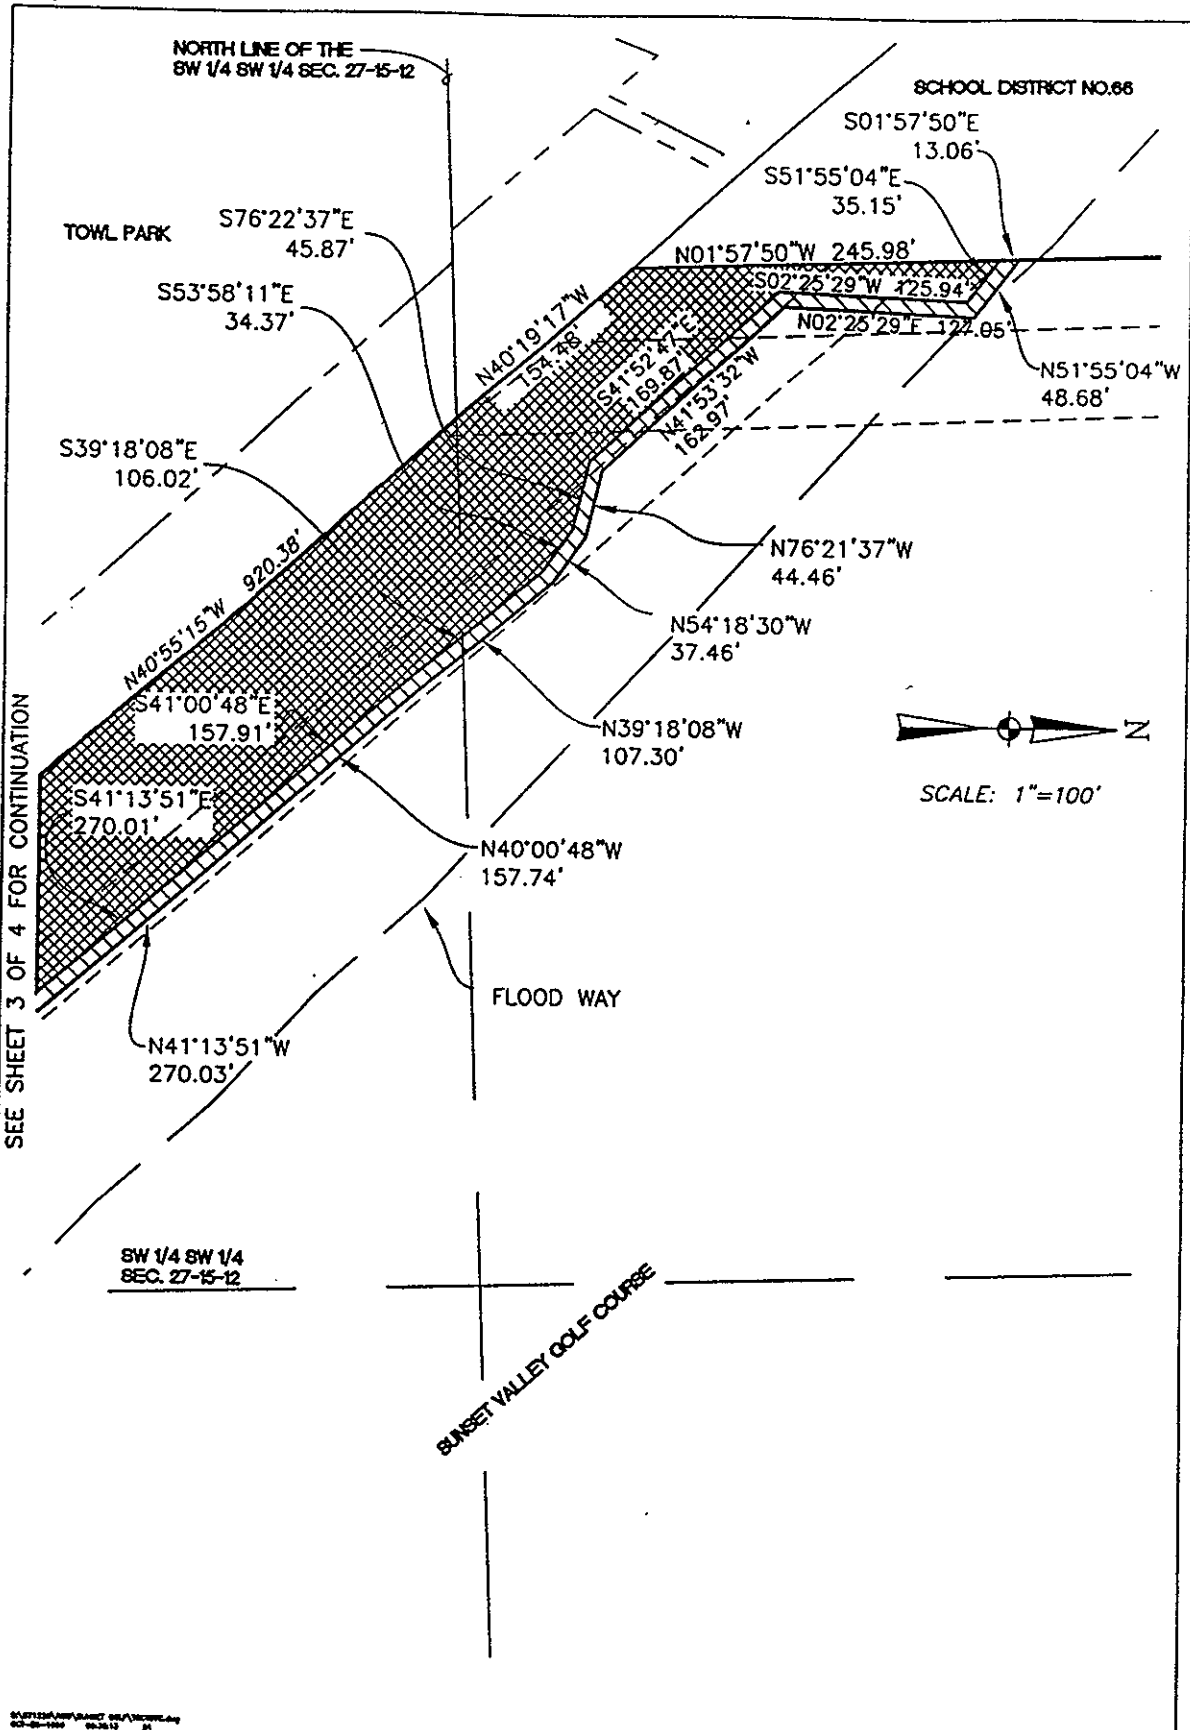 NORTH LINE OF THE
SW 1/4 SW 1/4 SEC. 27-15-12
SCHOOL DISTRICT NO.66
S01°57'50"E
13.06'
S51°55'04"E
35.15'
TOWL PARK
S76°22'37"E
45.87'
N01°57'50"W 245.98'
S02°25'29"W 125.94'
S53°58'11"E
34.37'
N40°19'17"W
154.48'
N02°25'29"E 127.05'
S41°52'47"E
169.87'
N41°53'32"W
162.97'
N51°55'04"W
48.68'
S39°18'08"E
106.02'
N76°21'37"W
44.46'
N40°55'15"W 920.38'
N54°18'30"W
37.46'
S41°00'48"E
157.91'
N39°18'08"W
107.30'
N
SCALE: 1"=100'
S41°13'51"E
270.01'
N40°00'48"W
157.74'
SEE SHEET 3 OF 4 FOR CONTINUATION
FLOOD WAY
N41°13'51"W
270.03'
SW 1/4 SW 1/4
SEC. 27-15-12
SUNSET VALLEY GOLF COURSE